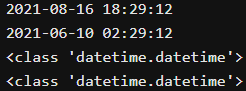 2021-08-16 18:29:12
2021-06-10 02:29:12
<class 'datetime.datetime'>
<class 'datetime.datetime'>